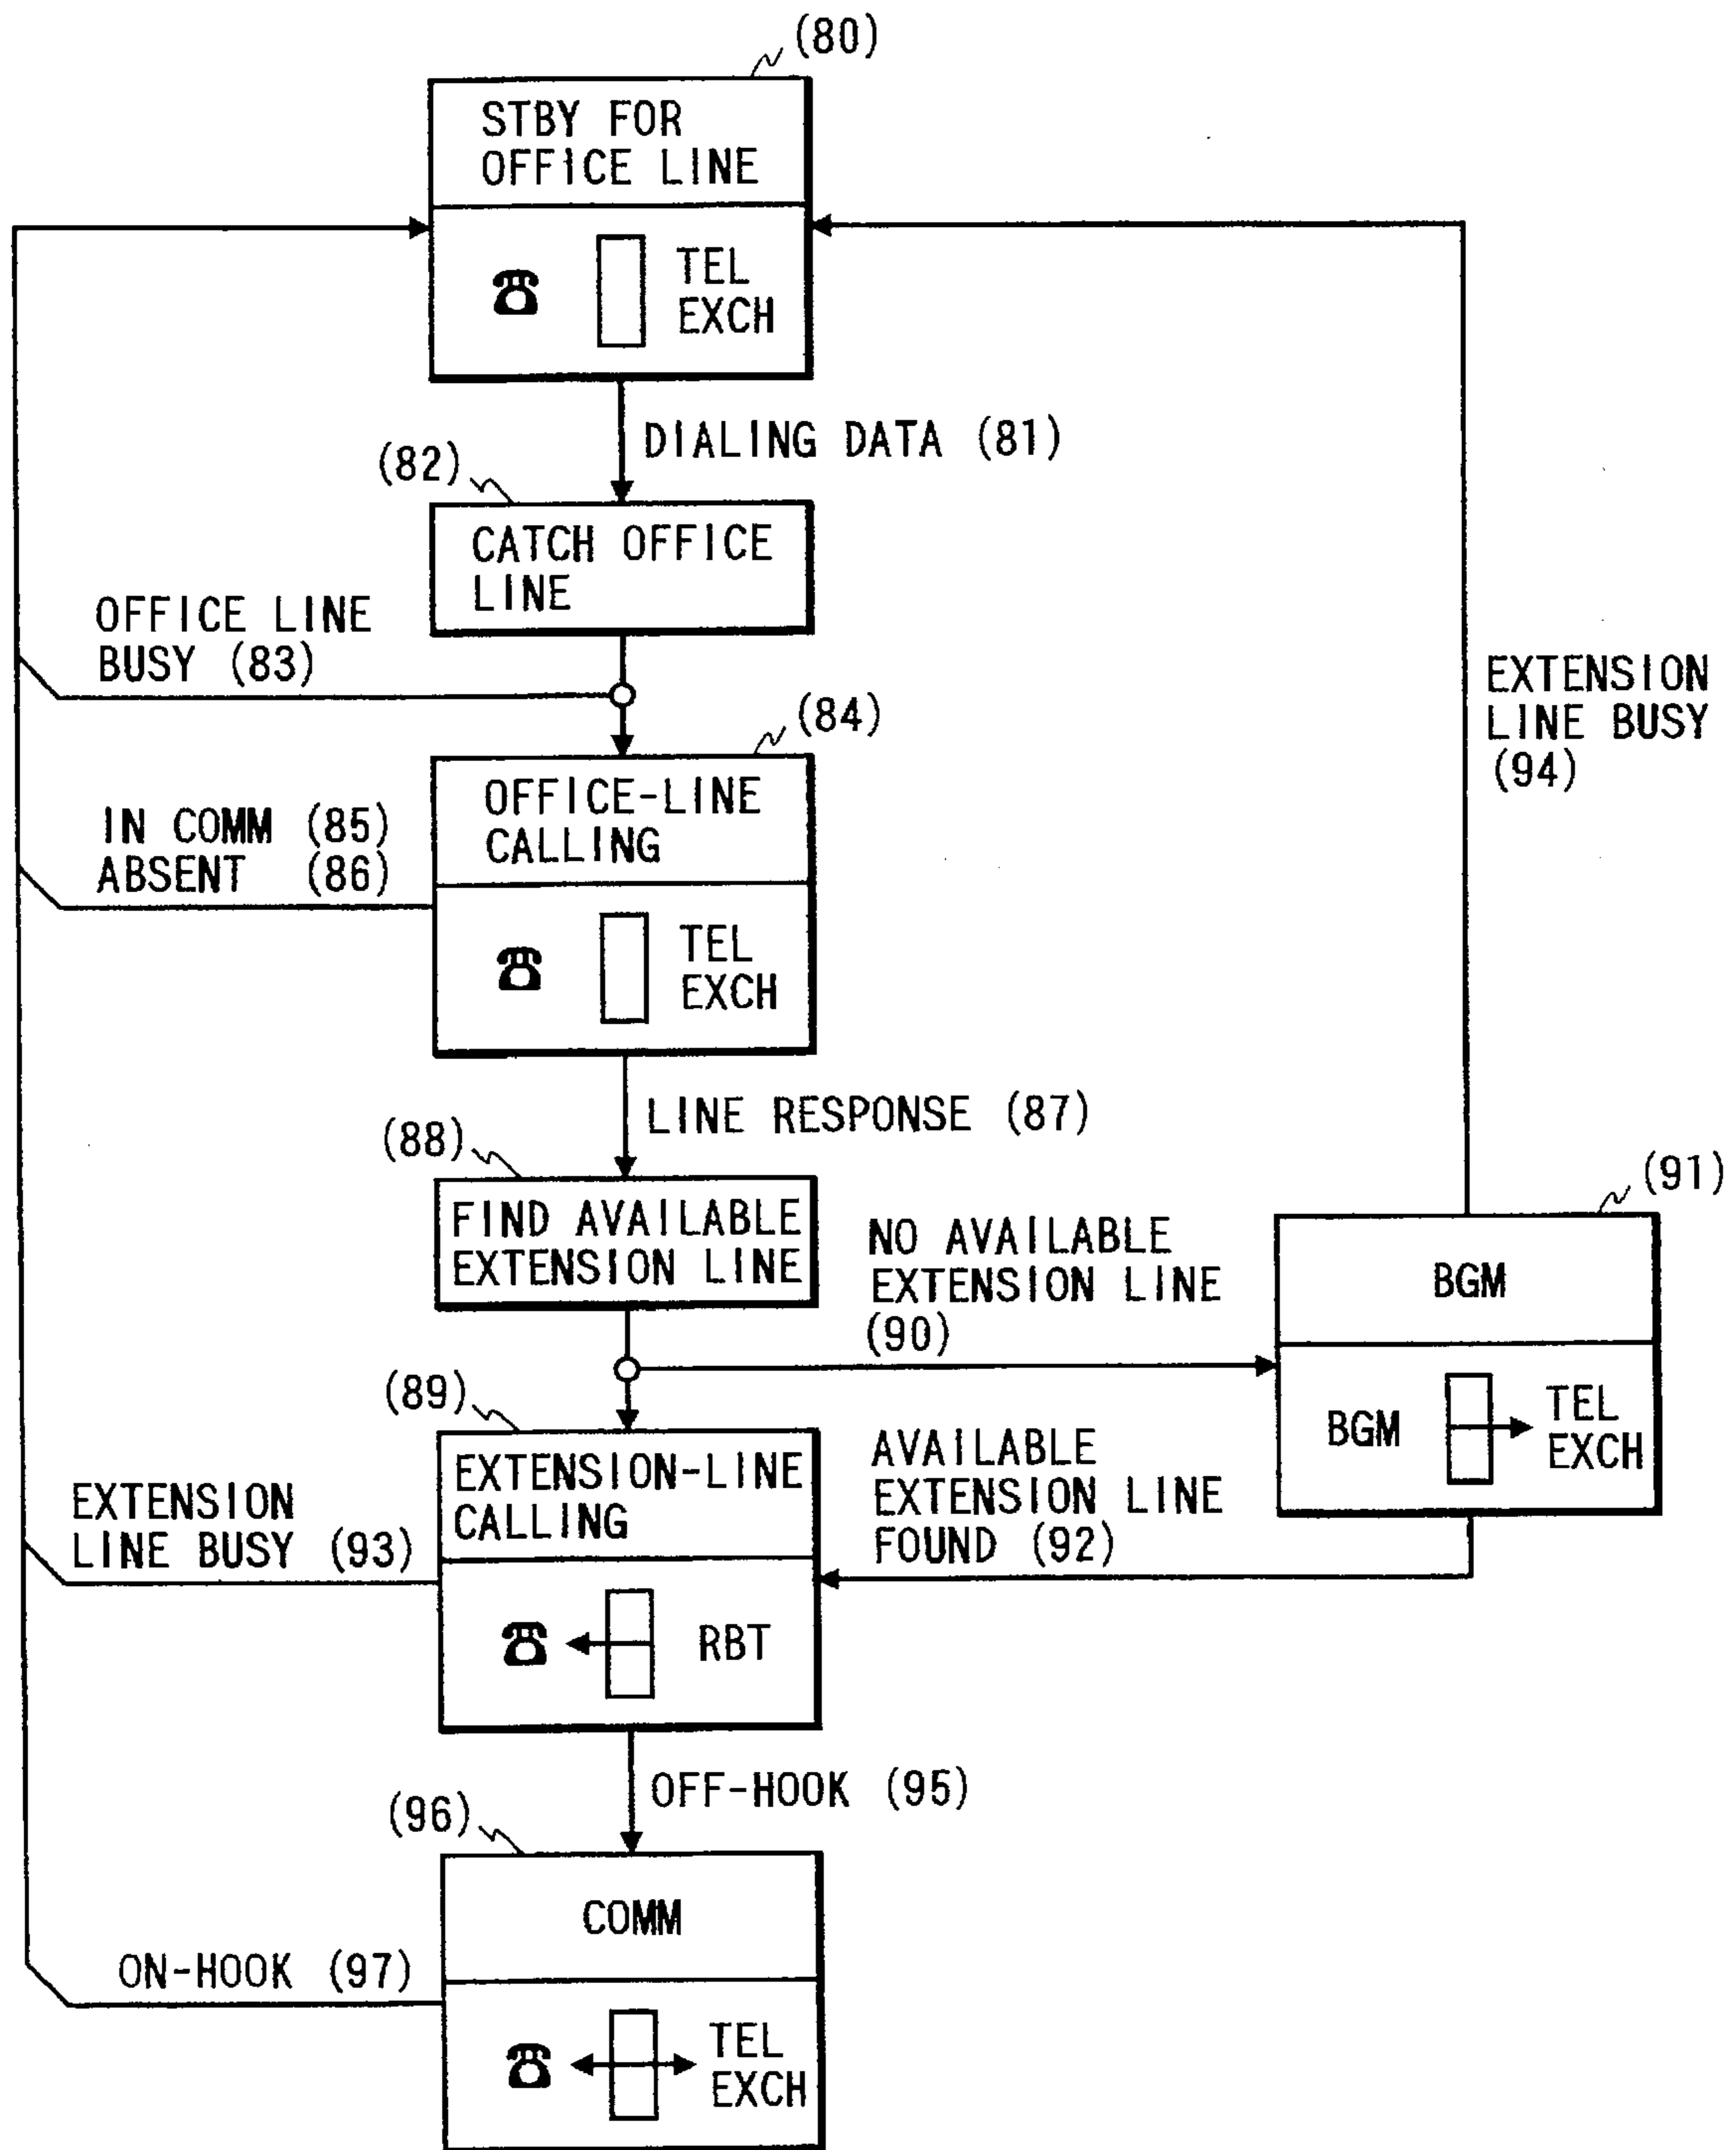 (80)
STBY FOR
OFFICE LINE
TEL
EXCH
DIALING DATA (81)
(82)
CATCH OFFICE
LINE
OFFICE LINE
BUSY (83)
(84)
OFFICE-LINE
CALLING
IN COMM (85)
ABSENT (86)
TEL
EXCH
EXTENSION
LINE BUSY
(94)
LINE RESPONSE (87)
(88)
FIND AVAILABLE
EXTENSION LINE
NO AVAILABLE
EXTENSION LINE
(90)
(91)
BGM
BGM
TEL
EXCH
(89)
EXTENSION-LINE
CALLING
AVAILABLE
EXTENSION LINE
FOUND (92)
EXTENSION
LINE BUSY (93)
RBT
OFF-HOOK (95)
(96)
COMM
ON-HOOK (97)
TEL
EXCH